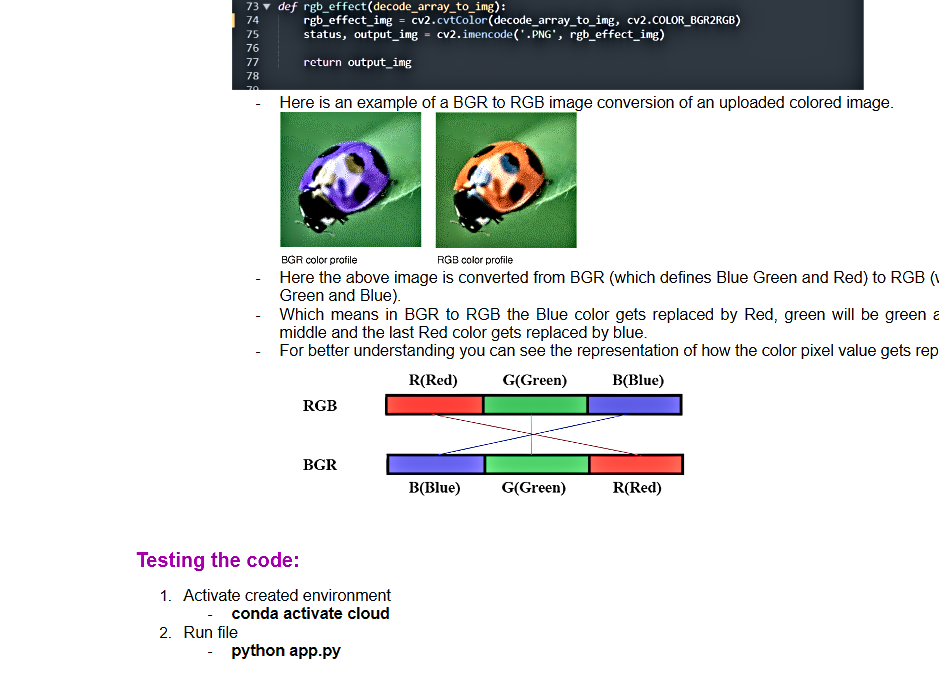 73 def rgb_effect(decode_array_to_img):
74 rgb_effect_img = cv2.cvtColor(decode_array_to_img, cv2.COLOR_BGR2RGB)
75 status, output_img = cv2.imencode('.PNG', rgb_effect_img)
76
77 return output_img
78
- Here is an example of a BGR to RGB image conversion of an uploaded colored image.
BGR color profile RGB color profile
- Here the above image is converted from BGR (which defines Blue Green and Red) to RGB (
Green and Blue).
- Which means in BGR to RGB the Blue color gets replaced by Red, green will be green
middle and the last Red color gets replaced by blue.
- For better understanding you can see the representation of how the color pixel value gets rep
R(Red) G(Green) B(Blue)
RGB
BGR
B(Blue) G(Green) R(Red)
Testing the code:
1. Activate created environment
- conda activate cloud
2. Run file
- python app.py